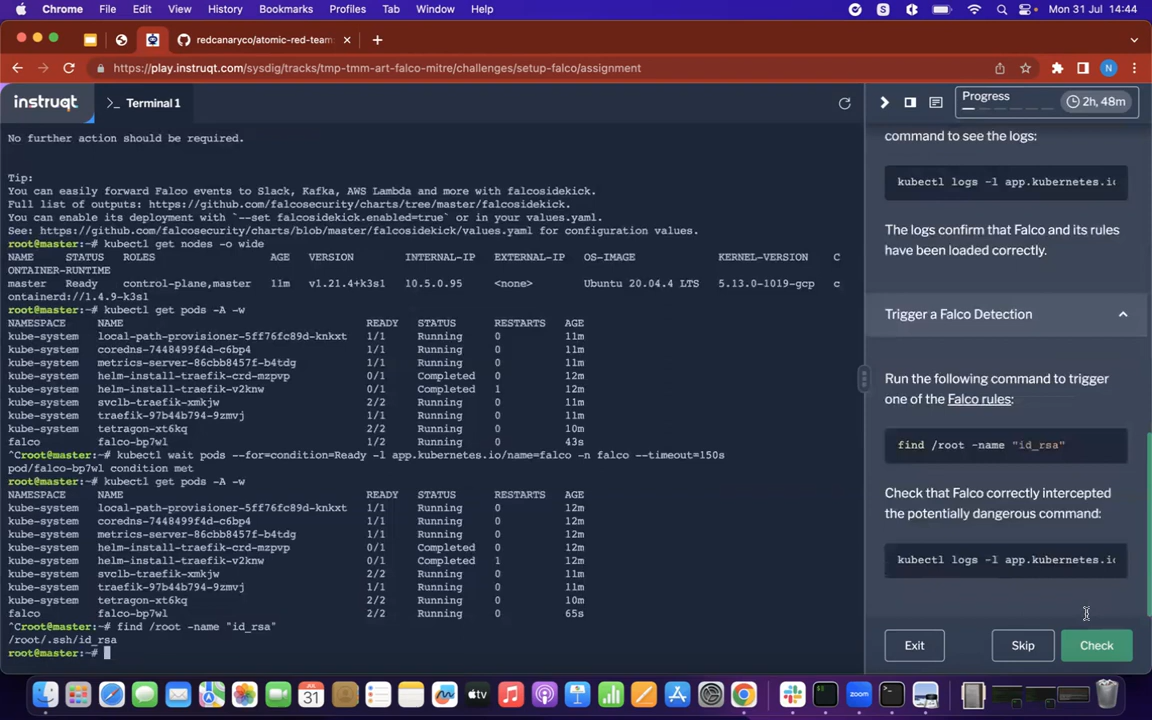 Chrome File Edit View History Bookmarks Profiles Tab Window Help Mon 31 Jul 14:44
redcanaryco/atomic-red-team
https://play.instruqt.com/sysdig/tracks/tmp-tmm-art-falco-mitre/challenges/setup-falco/assignment
N
instruqt
>_ Terminal 1
Progress
2h, 48m
No further action should be required.
Tip:
You can easily forward Falco events to Slack, Kafka, AWS Lambda and more with falcosidekick.
Full list of outputs: https://github.com/falcosecurity/charts/tree/master/falcosidekick.
You can enable its deployment with `--set falcosidekick.enabled=true` or in your values.yaml.
See: https://github.com/falcosecurity/charts/blob/master/falcosidekick/values.yaml for configuration values.
root@master:~# kubectl get nodes -o wide
NAME STATUS ROLES AGE VERSION INTERNAL-IP EXTERNAL-IP OS-IMAGE KERNEL-VERSION C
ONTAINER-RUNTIME
master Ready control-plane,master 11m v1.21.4+k3s1 10.5.0.95 <none> Ubuntu 20.04.4 LTS 5.13.0-1019-gcp c
ontainerd://1.4.9-k3s1
root@master:~# kubectl get pods -A -w
NAMESPACE NAME READY STATUS RESTARTS AGE
kube-system local-path-provisioner-5ff76fc89d-knkxt 1/1 Running 0 11m
kube-system coredns-7448499f4d-c6bp4 1/1 Running 0 11m
kube-system metrics-server-86cbb8457f-b4tdg 1/1 Running 0 11m
kube-system helm-install-traefik-crd-mzpvp 0/1 Completed 0 12m
kube-system helm-install-traefik-v2knw 0/1 Completed 1 12m
kube-system svclb-traefik-xmkjw 2/2 Running 0 11m
kube-system traefik-97b44b794-9zmvj 1/1 Running 0 11m
kube-system tetragon-xt6kq 2/2 Running 0 10m
falco falco-bp7wl 1/2 Running 0 43s
^Croot@master:~# kubectl wait pods --for=condition=Ready -l app.kubernetes.io/name=falco -n falco --timeout=150s
pod/falco-bp7wl condition met
root@master:~# kubectl get pods -A -w
NAMESPACE NAME READY STATUS RESTARTS AGE
kube-system local-path-provisioner-5ff76fc89d-knkxt 1/1 Running 0 12m
kube-system coredns-7448499f4d-c6bp4 1/1 Running 0 12m
kube-system metrics-server-86cbb8457f-b4tdg 1/1 Running 0 12m
kube-system helm-install-traefik-crd-mzpvp 0/1 Completed 0 12m
kube-system helm-install-traefik-v2knw 0/1 Completed 1 12m
kube-system svclb-traefik-xmkjw 2/2 Running 0 11m
kube-system traefik-97b44b794-9zmvj 1/1 Running 0 11m
kube-system tetragon-xt6kq 2/2 Running 0 10m
falco falco-bp7wl 2/2 Running 0 65s
^Croot@master:~# find /root -name "id_rsa"
/root/.ssh/id_rsa
root@master:~#
command to see the logs:
kubectl logs -l app.kubernetes.io
The logs confirm that Falco and its rules
have been loaded correctly.
Trigger a Falco Detection
Run the following command to trigger
one of the Falco rules:
find /root -name "id_rsa"
Check that Falco correctly intercepted
the potentially dangerous command:
kubectl logs -l app.kubernetes.io
Exit
Skip
Check